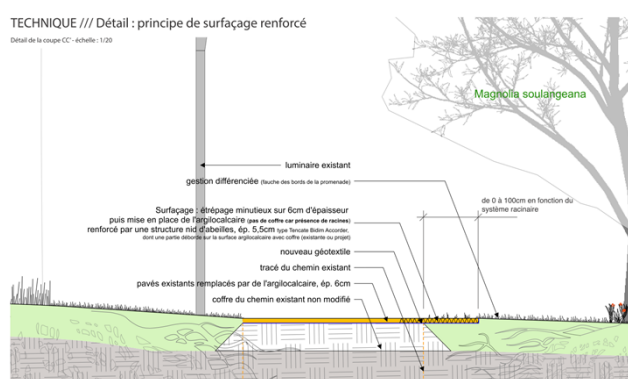 TECHNIQUE /// Détail : principe de surfaçage renforcé
Détail de la coupe CC' - échelle : 1/20
Magnolia soulangeana
luminaire existant
gestion différenciée (fauche des bords de la promenade)
de 0 à 100cm en fonction du
système racinaire
Surfaçage : étrépage minutieux sur 6cm d'épaisseur
puis mise en place de l'argilocalcaire (pas de coffre car présence de racines)
renforcé par une structure nid d'abeilles, ép. 5,5cm type Tencate Bidim Accorder,
dont une partie déborde sur la surface argilocalcaire avec coffre (existante ou projet)
nouveau géotextile
tracé du chemin existant
pavés existants remplacés par de l'argilocalcaire, ép. 6cm
coffre du chemin existant non modifié